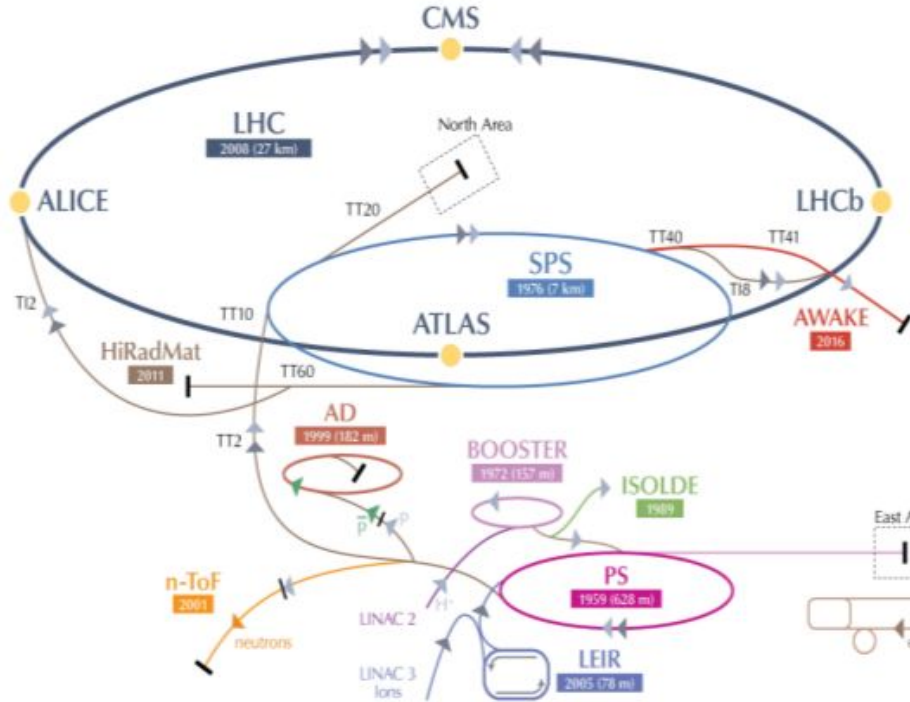 CMS
LHC
2008 (27 km)
North Area
ALICE
LHCb
TT20
TT40
TT41
SPS
1976 (7 km)
TI8
TI2
TT10
ATLAS
AWAKE
2016
HiRadMat
2011
TT60
AD
1999 (182 m)
TT2
BOOSTER
1972 (157 m)
ISOLDE
1989
p̅
p
East A
n-ToF
2001
PS
1959 (628 m)
H⁺
LINAC 2
neutrons
LEIR
2005 (78 m)
LINAC 3
Ions